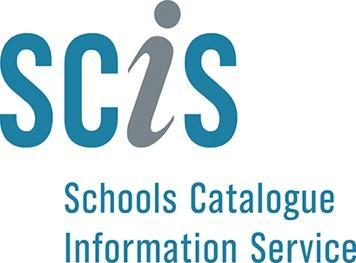 SCiS
Schools Catalogue
Information Service